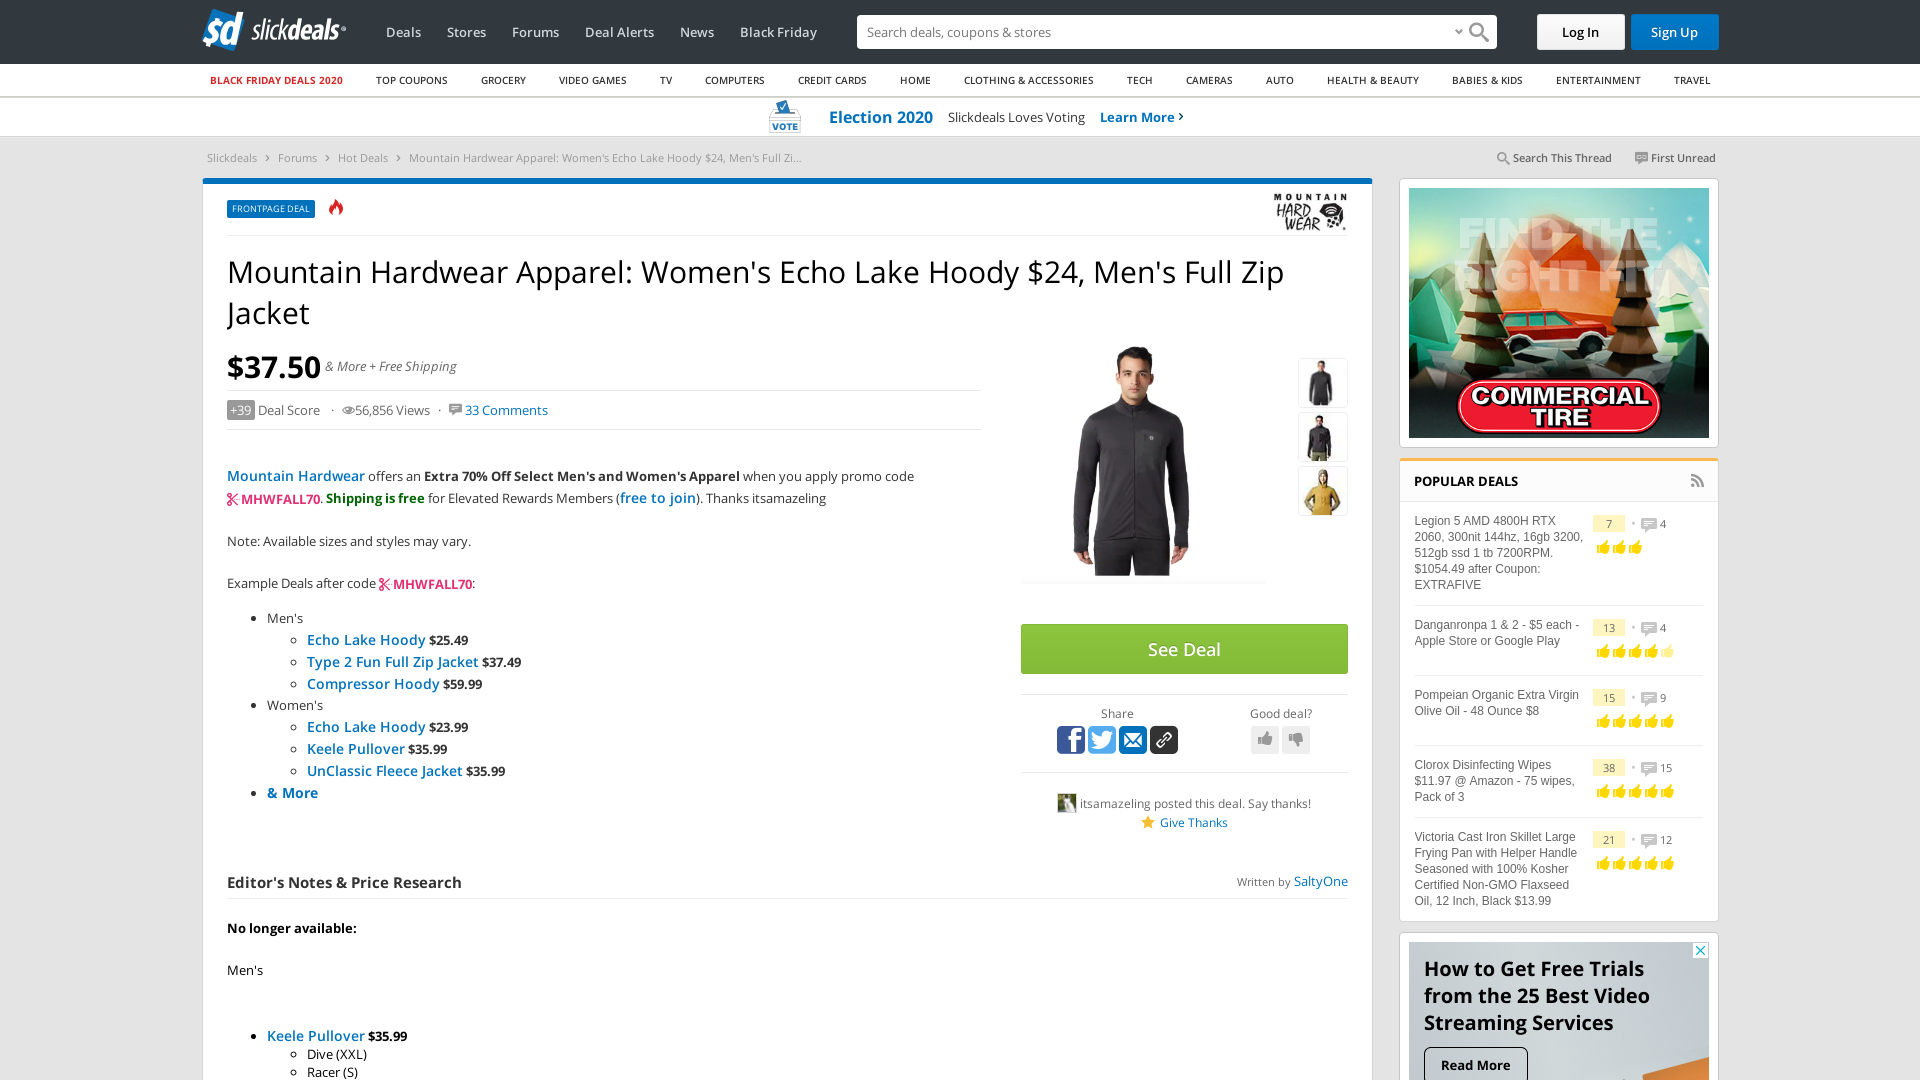 sd slickdeals
Deals Stores Forums Deal Alerts News Black Friday
Search deals, coupons & shops
Log In
Sign Up
BLACK FRIDAY DEALS 2020 TOP COUPONS GROCERY VIDEO GAMES TV COMPUTERS CREDIT CARDS HOME CLOTHING & ACCESSORIES TECH CAMERAS AUTO HEALTH & BEAUTY BABIES & KIDS ENTERTAINMENT TRAVEL
VOTE
Election 2020 Slickdeals Loves Voting Learn More
Slickdeals Forums Hot Deals Mountain Hardwear Apparel: Women's Echo Lake Hoody $24, Men's Full Zi...
Search This Thread First Unread
FRONTPAGE DEAL
MOUNTAIN
HARD
WEAR
Mountain Hardwear Apparel: Women's Echo Lake Hoody $24, Men's Full Zip
Jacket
$37.50 & More + Free Shipping
+39 Deal Score · 56,856 Views · 33 Comments
Mountain Hardwear offers an Extra 70% Off Select Men's and Women's Apparel when you apply promo code
MHWFALL70. Shipping is free for Elevated Rewards Members (free to join). Thanks itsamazeling
Note: Available sizes and styles may vary.
Example Deals after code MHWFALL70:
Men's
Echo Lake Hoody $25.49
Type 2 Fun Full Zip Jacket $37.49
Compressor Hoody $59.99
Women's
Echo Lake Hoody $23.99
Keele Pullover $35.99
UnClassic Fleece Jacket $35.99
& More
See Deal
Share
Good deal?
itsamazeling posted this deal. Say thanks!
Give Thanks
Editor's Notes & Price Research
Written by SaltyOne
No longer available:
Men's
Keele Pullover $35.99
Dive (XXL)
Racer (S)
FIND THE
RIGHT FIT
COMMERCIAL
TIRE
POPULAR DEALS
Legion 5 AMD 4800H RTX
2060, 300nit 144hz, 16gb 3200,
512gb ssd 1 tb 7200RPM.
$1054.49 after Coupon:
EXTRAFIVE
7 • 4
Danganronpa 1 & 2 - $5 each -
Apple Store or Google Play
13 • 4
Pompeian Organic Extra Virgin
Olive Oil - 48 Ounce $8
15 • 9
Clorox Disinfecting Wipes
$11.97 @ Amazon - 75 wipes,
Pack of 3
38 • 15
Victoria Cast Iron Skillet Large
Frying Pan with Helper Handle
Seasoned with 100% Kosher
Certified Non-GMO Flaxseed
Oil, 12 Inch, Black $13.99
21 • 12
How to Get Free Trials
from the 25 Best Video
Streaming Services
Read More